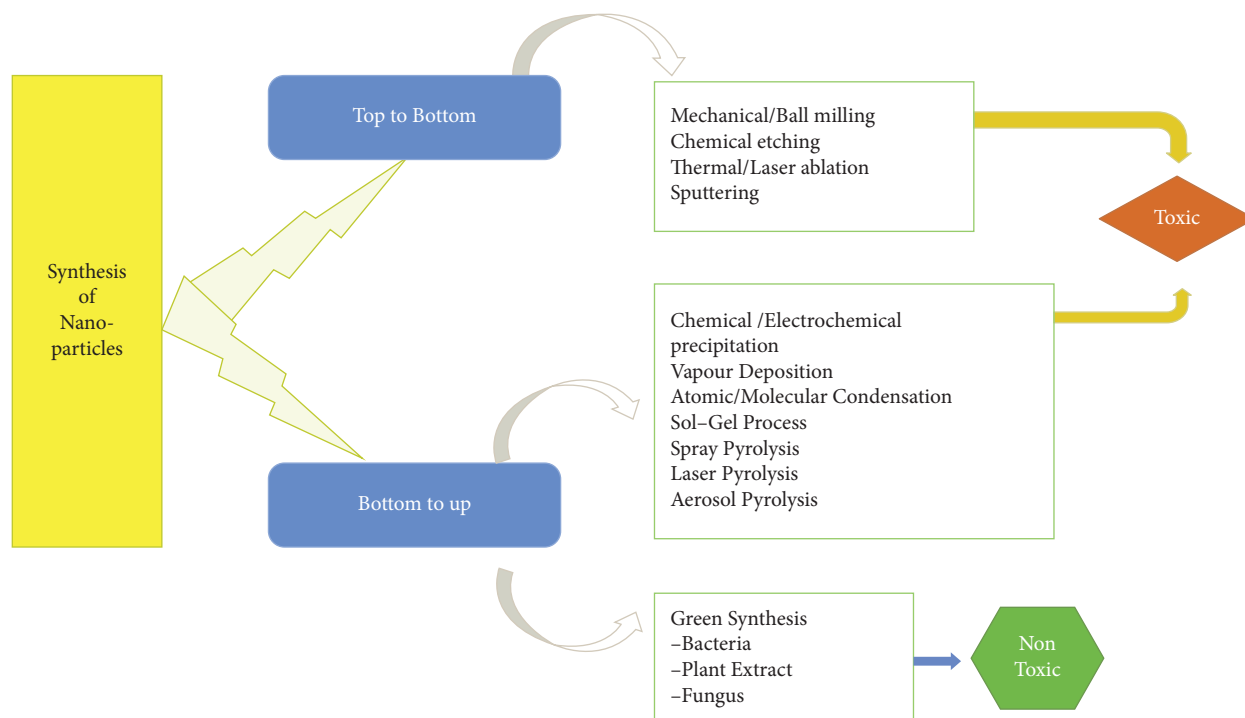 Synthesis
of
Nano-
particles
Top to Bottom
Bottom to up
Mechanical/Ball milling
Chemical etching
Thermal/Laser ablation
Sputtering
Toxic
Chemical /Electrochemical
precipitation
Vapour Deposition
Atomic/Molecular Condensation
Sol–Gel Process
Spray Pyrolysis
Laser Pyrolysis
Aerosol Pyrolysis
Green Synthesis
–Bacteria
–Plant Extract
–Fungus
Non
Toxic